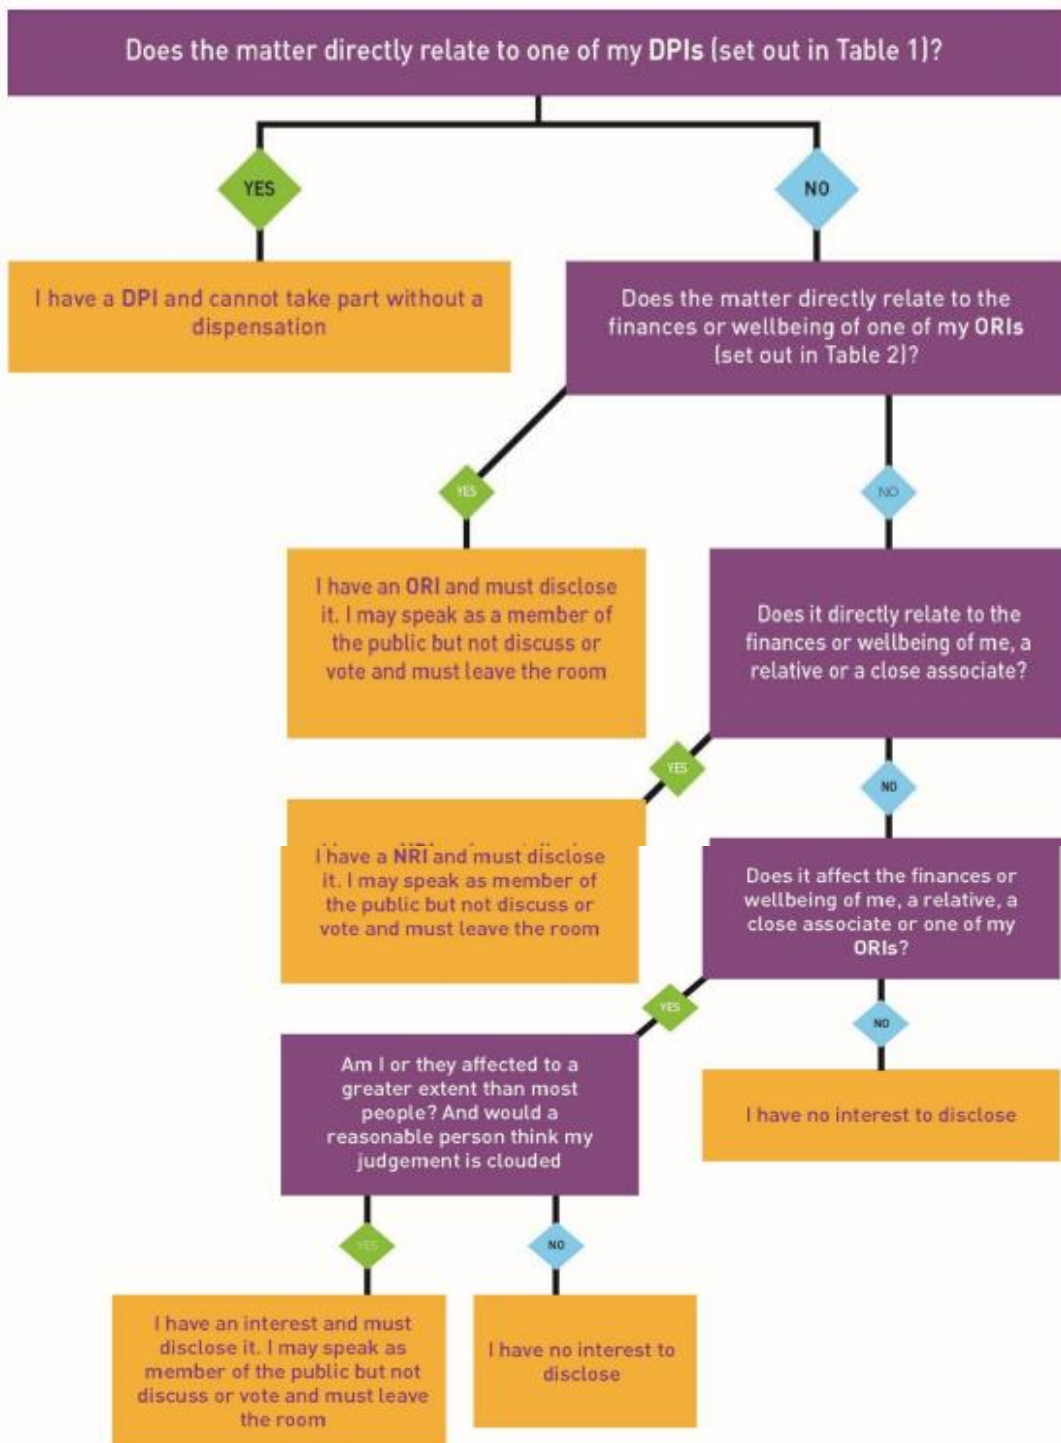 Does the matter directly relate to one of my DPIs (set out in Table 1)?
YES
NO
I have a DPI and cannot take part without a
dispensation
Does the matter directly relate to the
finances or wellbeing of one of my ORIs
(set out in Table 2)?
YES
NO
I have an ORI and must disclose
it. I may speak as a member of
the public but not discuss or
vote and must leave the room
Does it directly relate to the
finances or wellbeing of me, a
relative or a close associate?
YES
NO
I have a NRI and must disclose
it. I may speak as member of
the public but not discuss or
vote and must leave the room
Does it affect the finances or
wellbeing of me, a relative, a
close associate or one of my
ORIs?
YES
NO
Am I or they affected to a
greater extent than most
people? And would a
reasonable person think my
judgement is clouded
I have no interest to disclose
YES
NO
I have an interest and must
disclose it. I may speak as
member of the public but not
discuss or vote and must leave
the room
I have no interest to
disclose